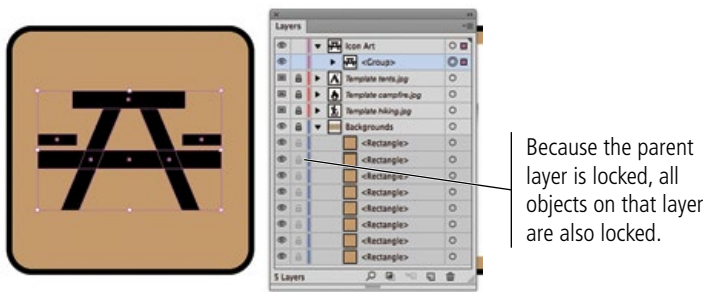 Layers
Icon Art
<Group>
Template tents.jpg
Template campfire.jpg
Template hiking.jpg
Backgrounds
<Rectangle>
<Rectangle>
<Rectangle>
<Rectangle>
<Rectangle>
<Rectangle>
<Rectangle>
<Rectangle>
5 Layers
Because the parent
layer is locked, all
objects on that layer
are also locked.